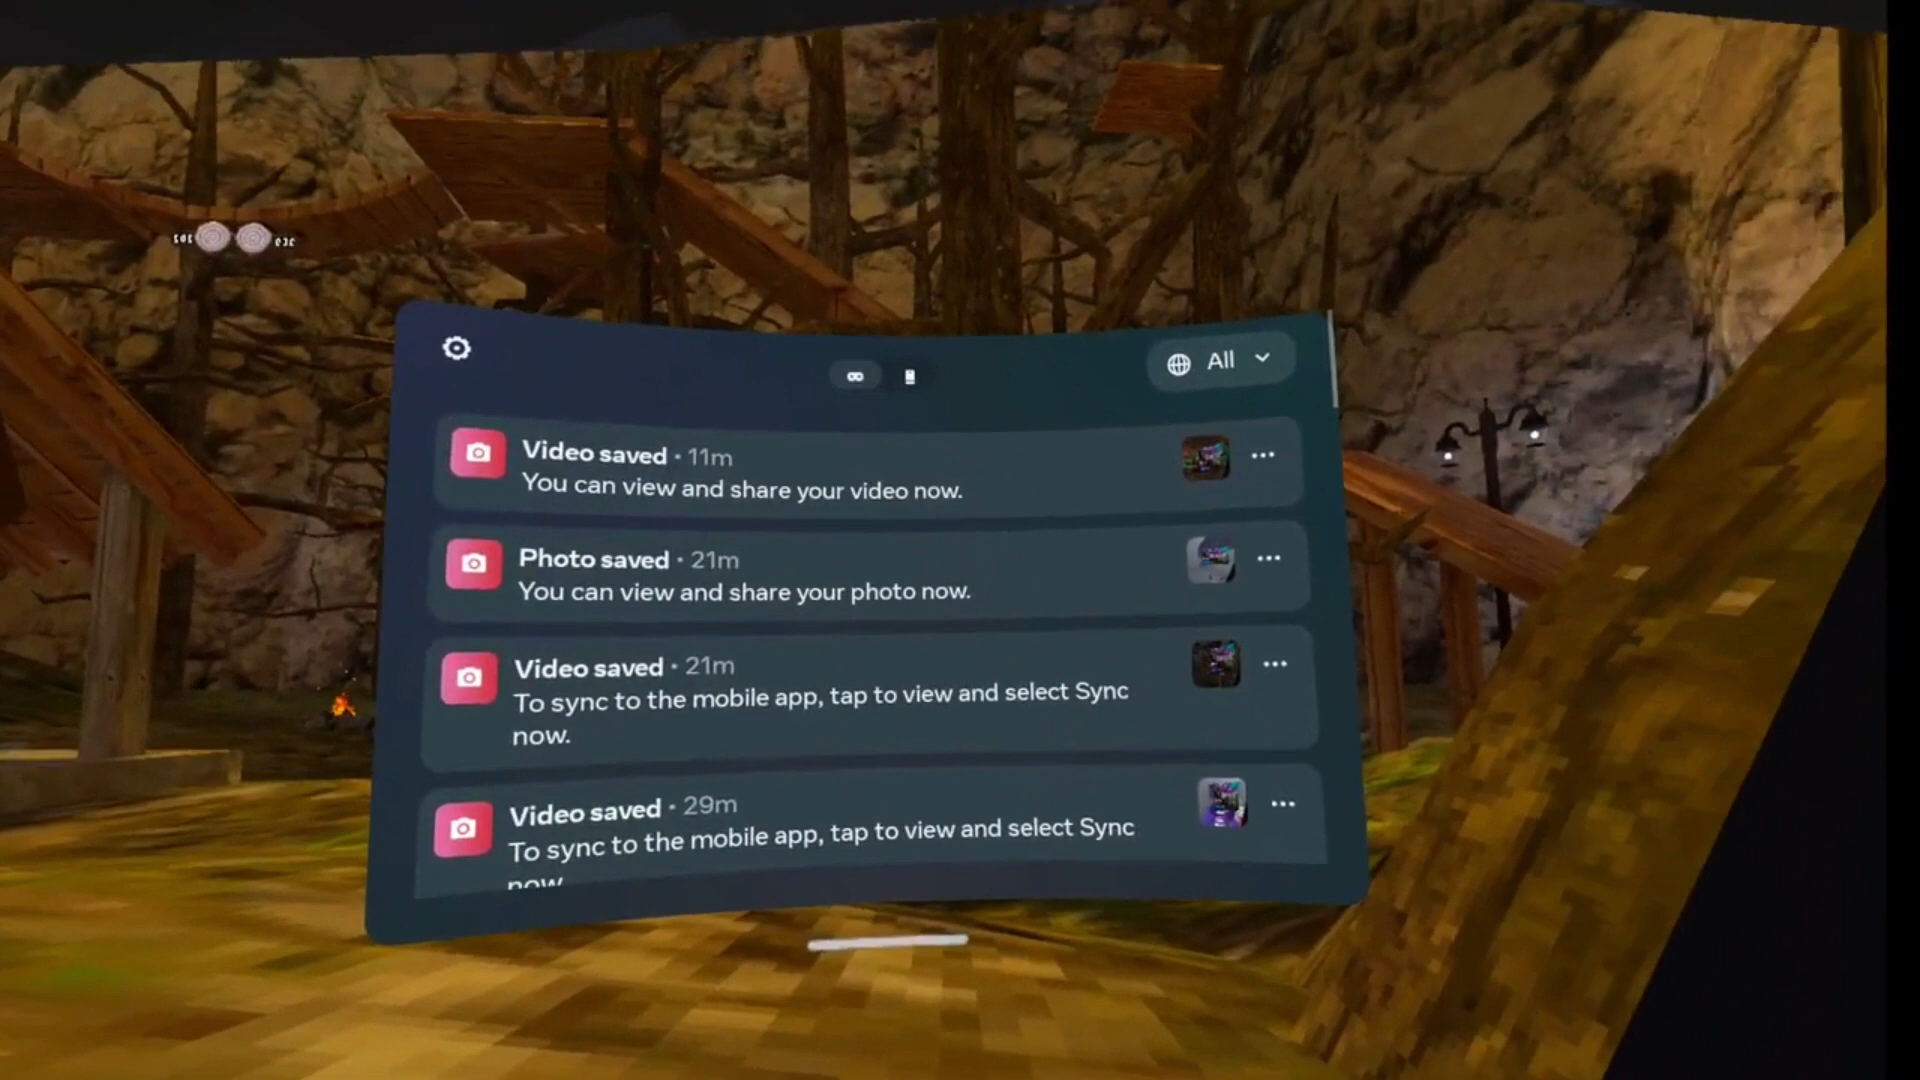 All
Video saved • 11m
You can view and share your video now.
Photo saved • 21m
You can view and share your photo now.
Video saved • 21m
To sync to the mobile app, tap to view and select Sync
now.
Video saved • 29m
To sync to the mobile app, tap to view and select Sync
now